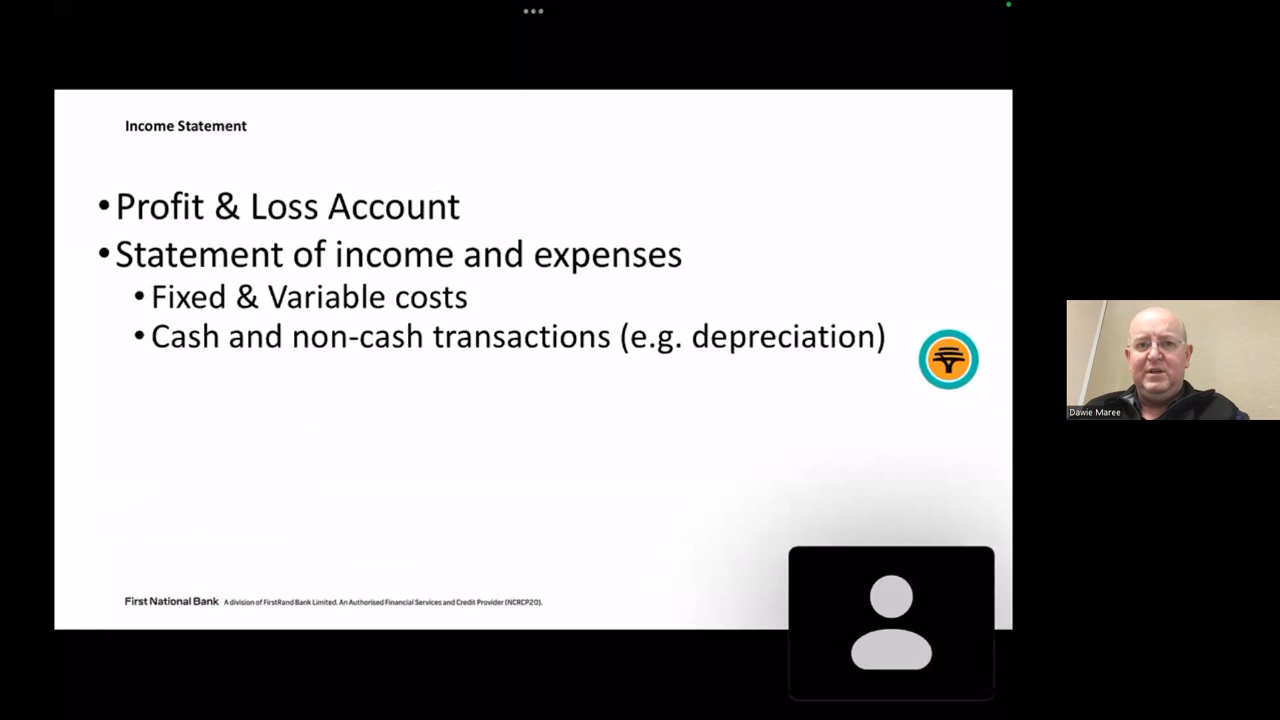 Income Statement
•Profit & Loss Account
•Statement of income and expenses
•Fixed & Variable costs
•Cash and non-cash transactions (e.g. depreciation)
Dawie Maree
First National Bank A division of FirstRand Bank Limited. An Authorised Financial Services and Credit Provider (NCRCP20).